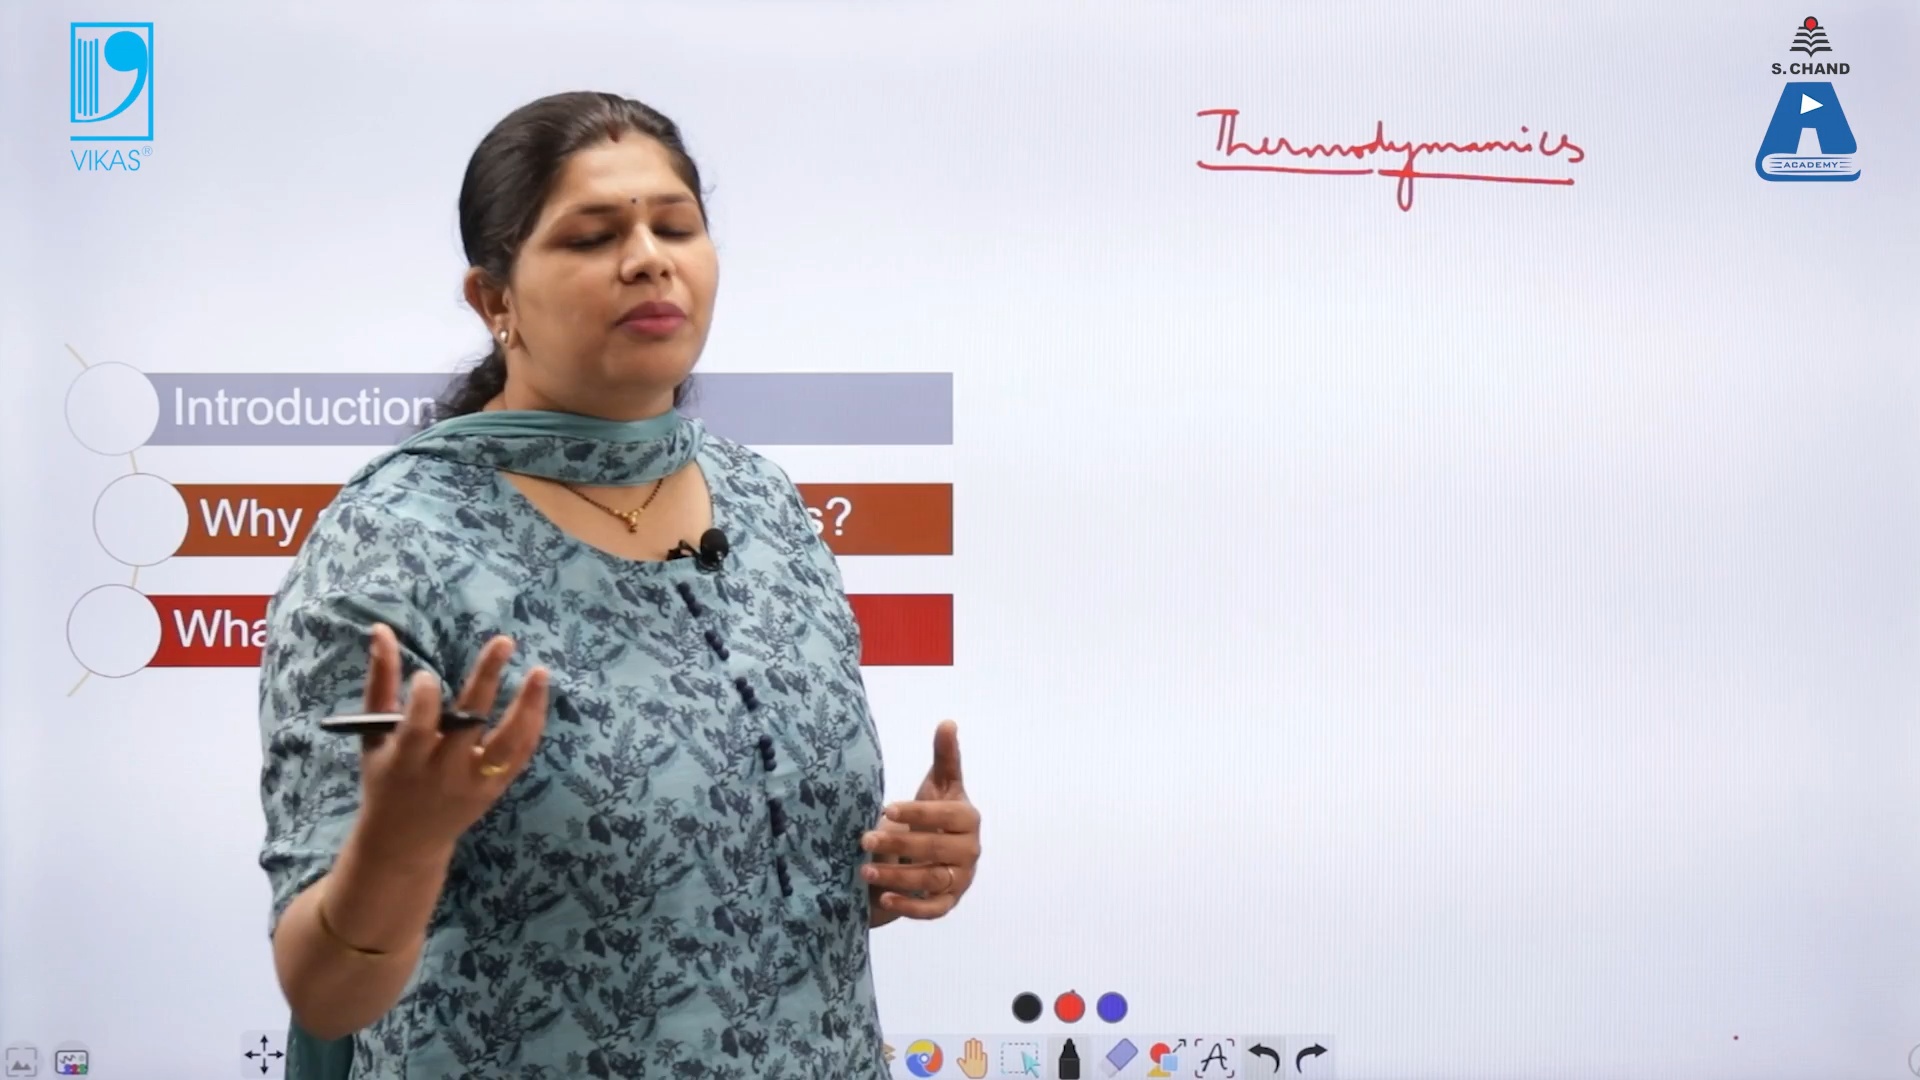 VIKAS®
S. CHAND
ACADEMY
Thermodynamics
Introduction
Why s?
Wha